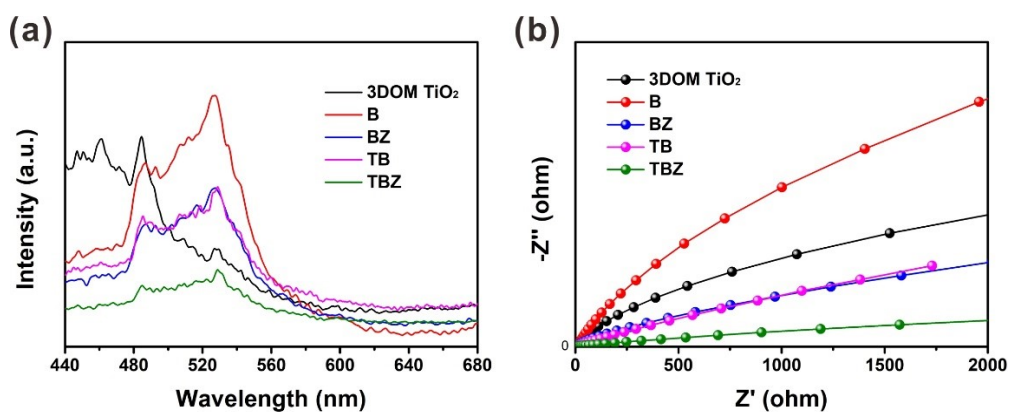 (a)
Intensity (a.u.)
3DOM TiO₂
B
BZ
TB
TBZ
440 480 520 560 600 640 680
Wavelength (nm)
(b)
-Z'' (ohm)
3DOM TiO₂
B
BZ
TB
TBZ
0
0 500 1000 1500 2000
Z' (ohm)